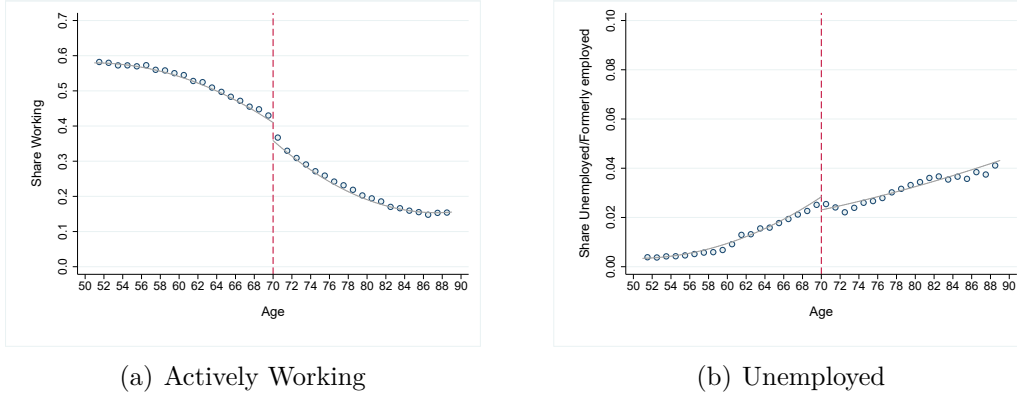 Share Working
0.7
0.6
0.5
0.4
0.3
0.2
0.1
0.0
50 52 54 56 58 60 62 64 66 68 70 72 74 76 78 80 82 84 86 88 90
Age
(a) Actively Working
Share Unemployed/Formerly employed
0.10
0.08
0.06
0.04
0.02
0.00
50 52 54 56 58 60 62 64 66 68 70 72 74 76 78 80 82 84 86 88 90
Age
(b) Unemployed